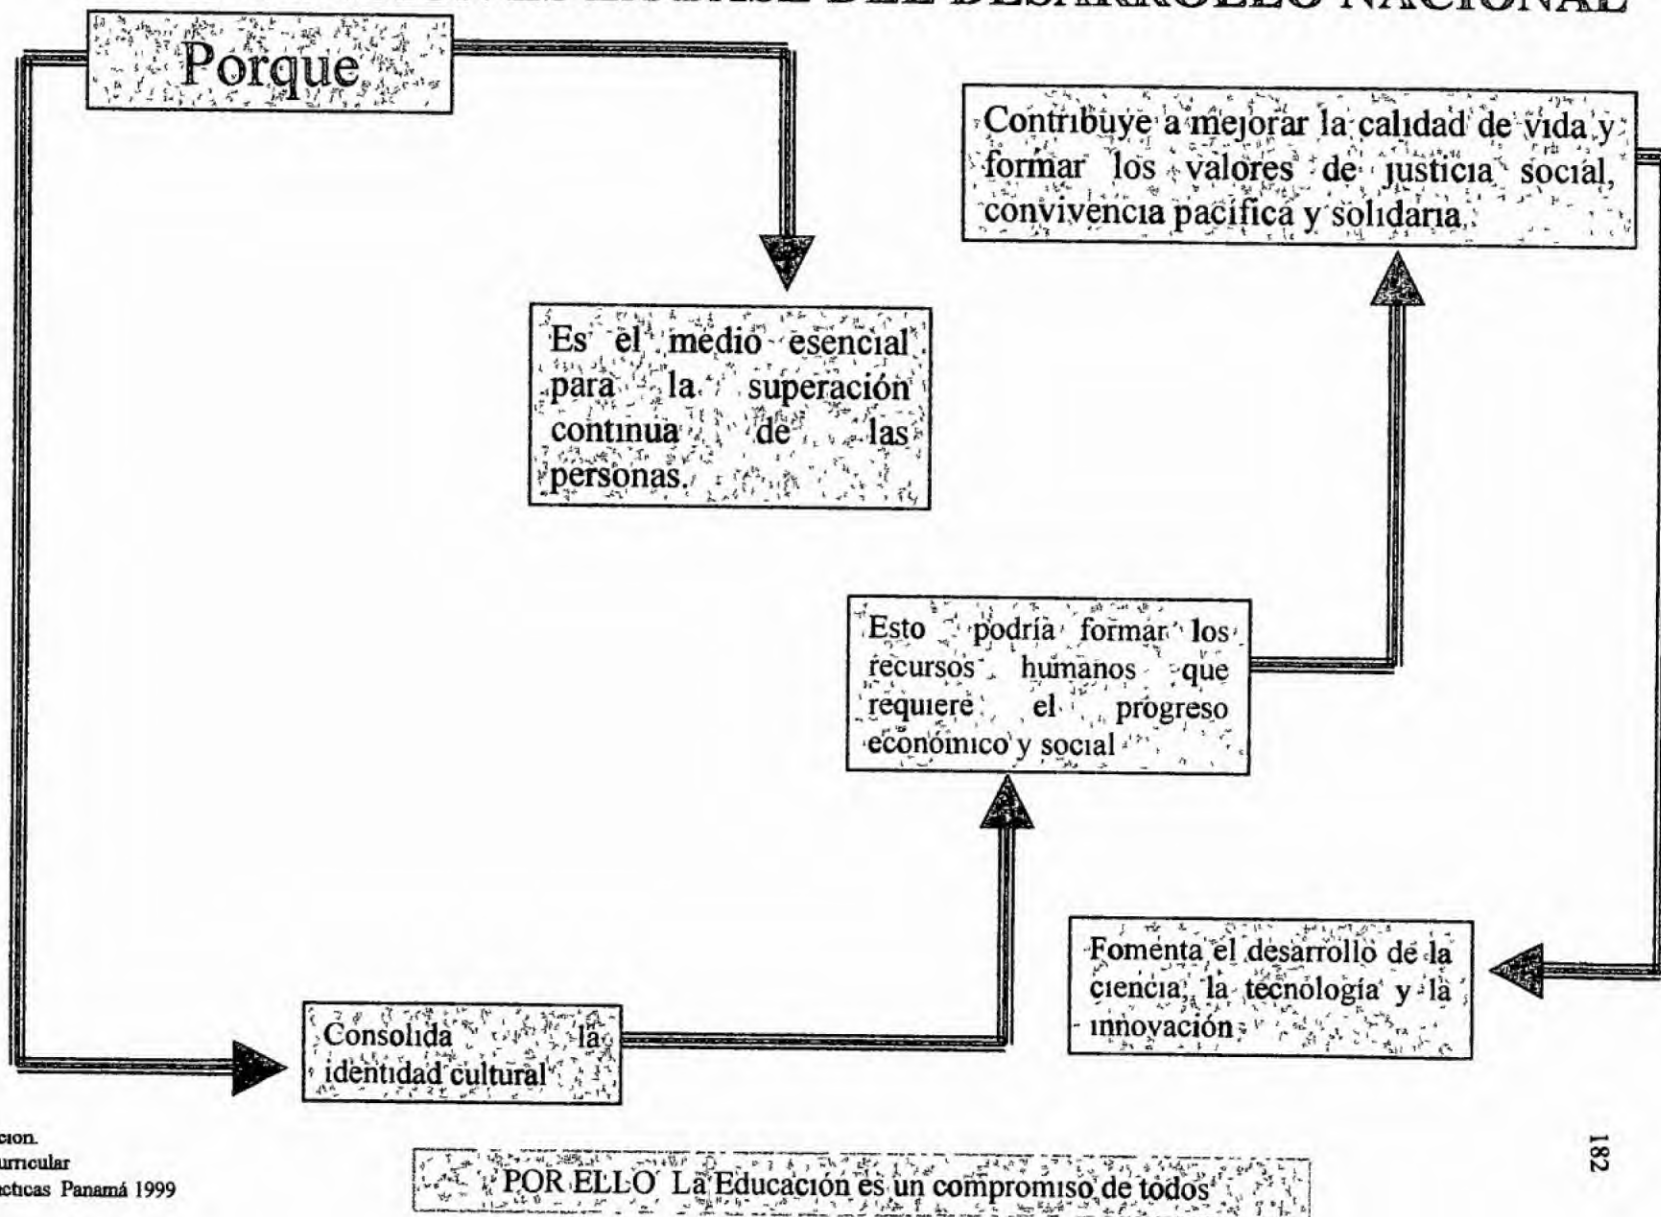 DEL DESARROLLO NACIONAL
Porque
Contribuye a mejorar la calidad de vida y
formar los valores de justicia social,
convivencia pacífica y solidaria.
Es el medio esencial
para la superación
continua de las
personas.
Esto podría formar los
recursos humanos que
requiere el progreso
económico y social
Fomenta el desarrollo de la
ciencia, la tecnología y la
innovación
Consolida la
identidad cultural
Panamá 1999
POR ELLO La Educación es un compromiso de todos
182